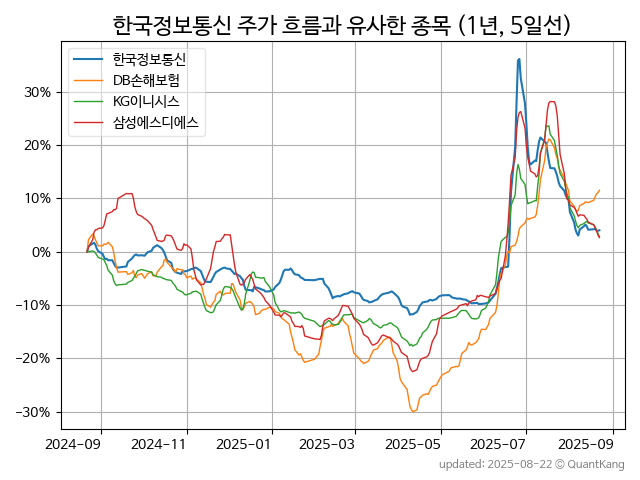 한국정보통신 주가 흐름과 유사한 종목 (1년, 5일선)
한국정보통신
DB손해보험
KG이니시스
삼성에스디에스
30%
20%
10%
0%
−10%
−20%
−30%
2024-09 2024-11 2025-01 2025-03 2025-05 2025-07 2025-09
updated: 2025-08-22 © QuantKang